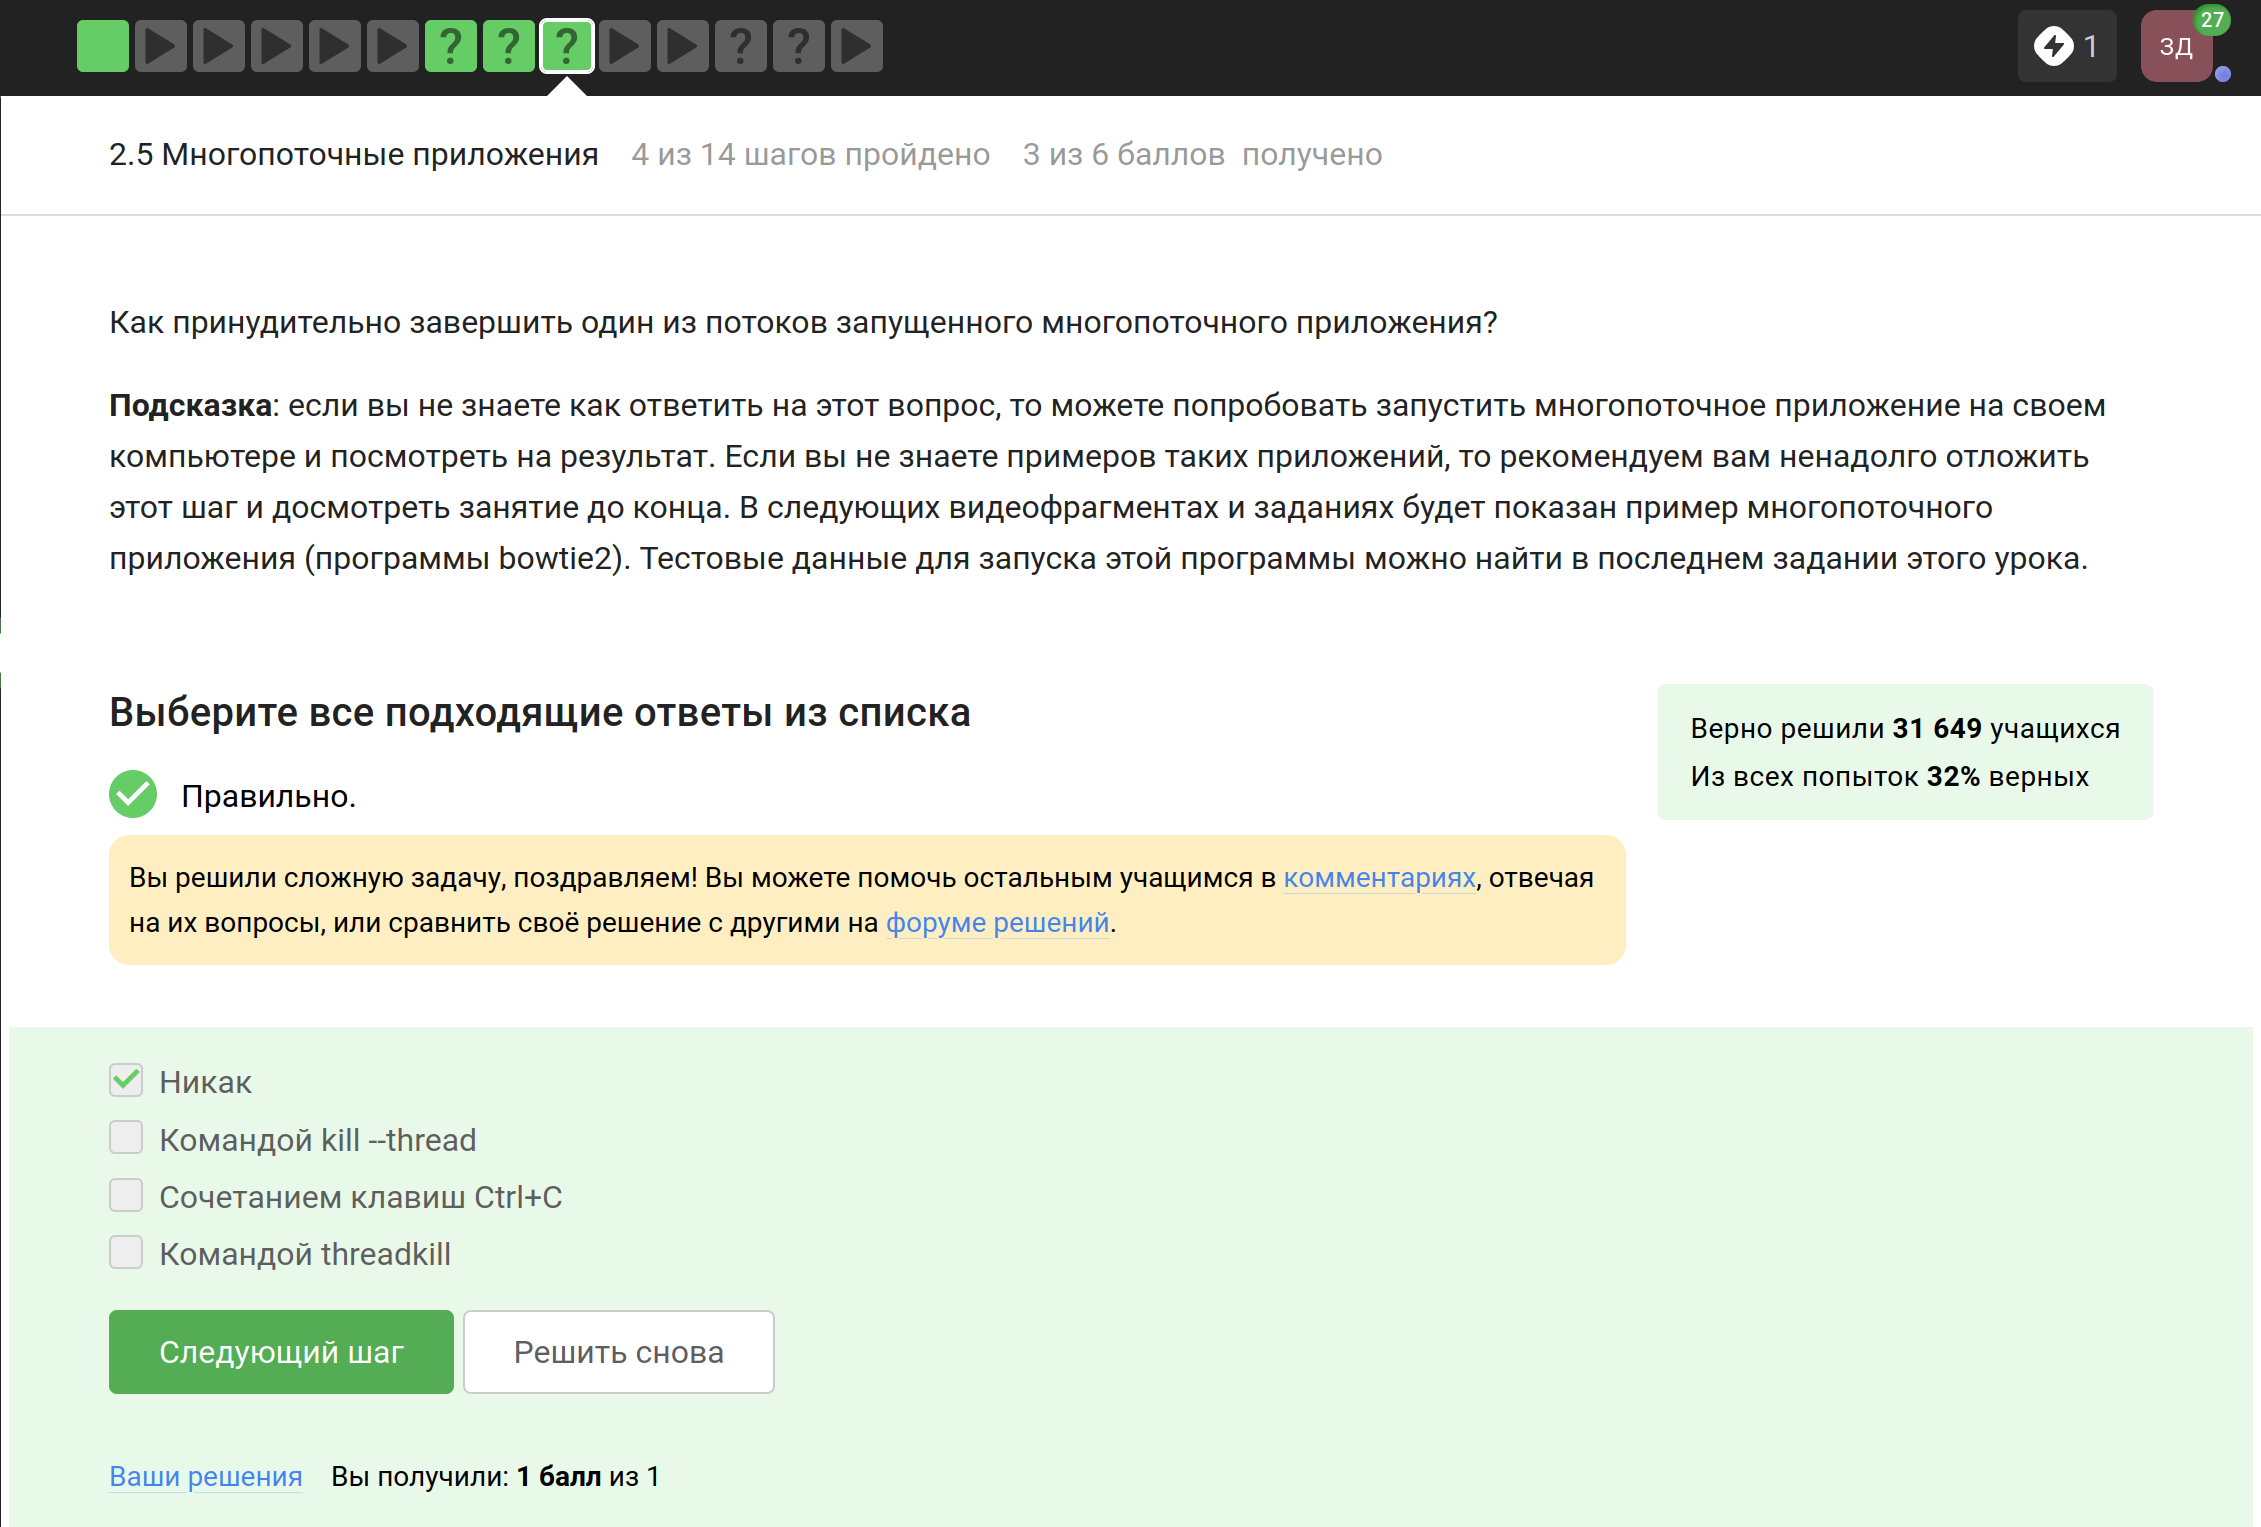 ? ? ? ? ?
1
ЗД
27
2.5 Многопоточные приложения 4 из 14 шагов пройдено 3 из 6 баллов получено
Как принудительно завершить один из потоков запущенного многопоточного приложения?
Подсказка: если вы не знаете как ответить на этот вопрос, то можете попробовать запустить многопоточное приложение на своем
компьютере и посмотреть на результат. Если вы не знаете примеров таких приложений, то рекомендуем вам ненадолго отложить
этот шаг и досмотреть занятие до конца. В следующих видеофрагментах и заданиях будет показан пример многопоточного
приложения (программы bowtie2). Тестовые данные для запуска этой программы можно найти в последнем задании этого урока.
Выберите все подходящие ответы из списка
Верно решили 31 649 учащихся
Из всех попыток 32% верных
Правильно.
Вы решили сложную задачу, поздравляем! Вы можете помочь остальным учащимся в комментариях, отвечая
на их вопросы, или сравнить своё решение с другими на форуме решений.
Никак
Командой kill --thread
Сочетанием клавиш Ctrl+C
Командой threadkill
Следующий шаг
Решить снова
Ваши решения Вы получили: 1 балл из 1